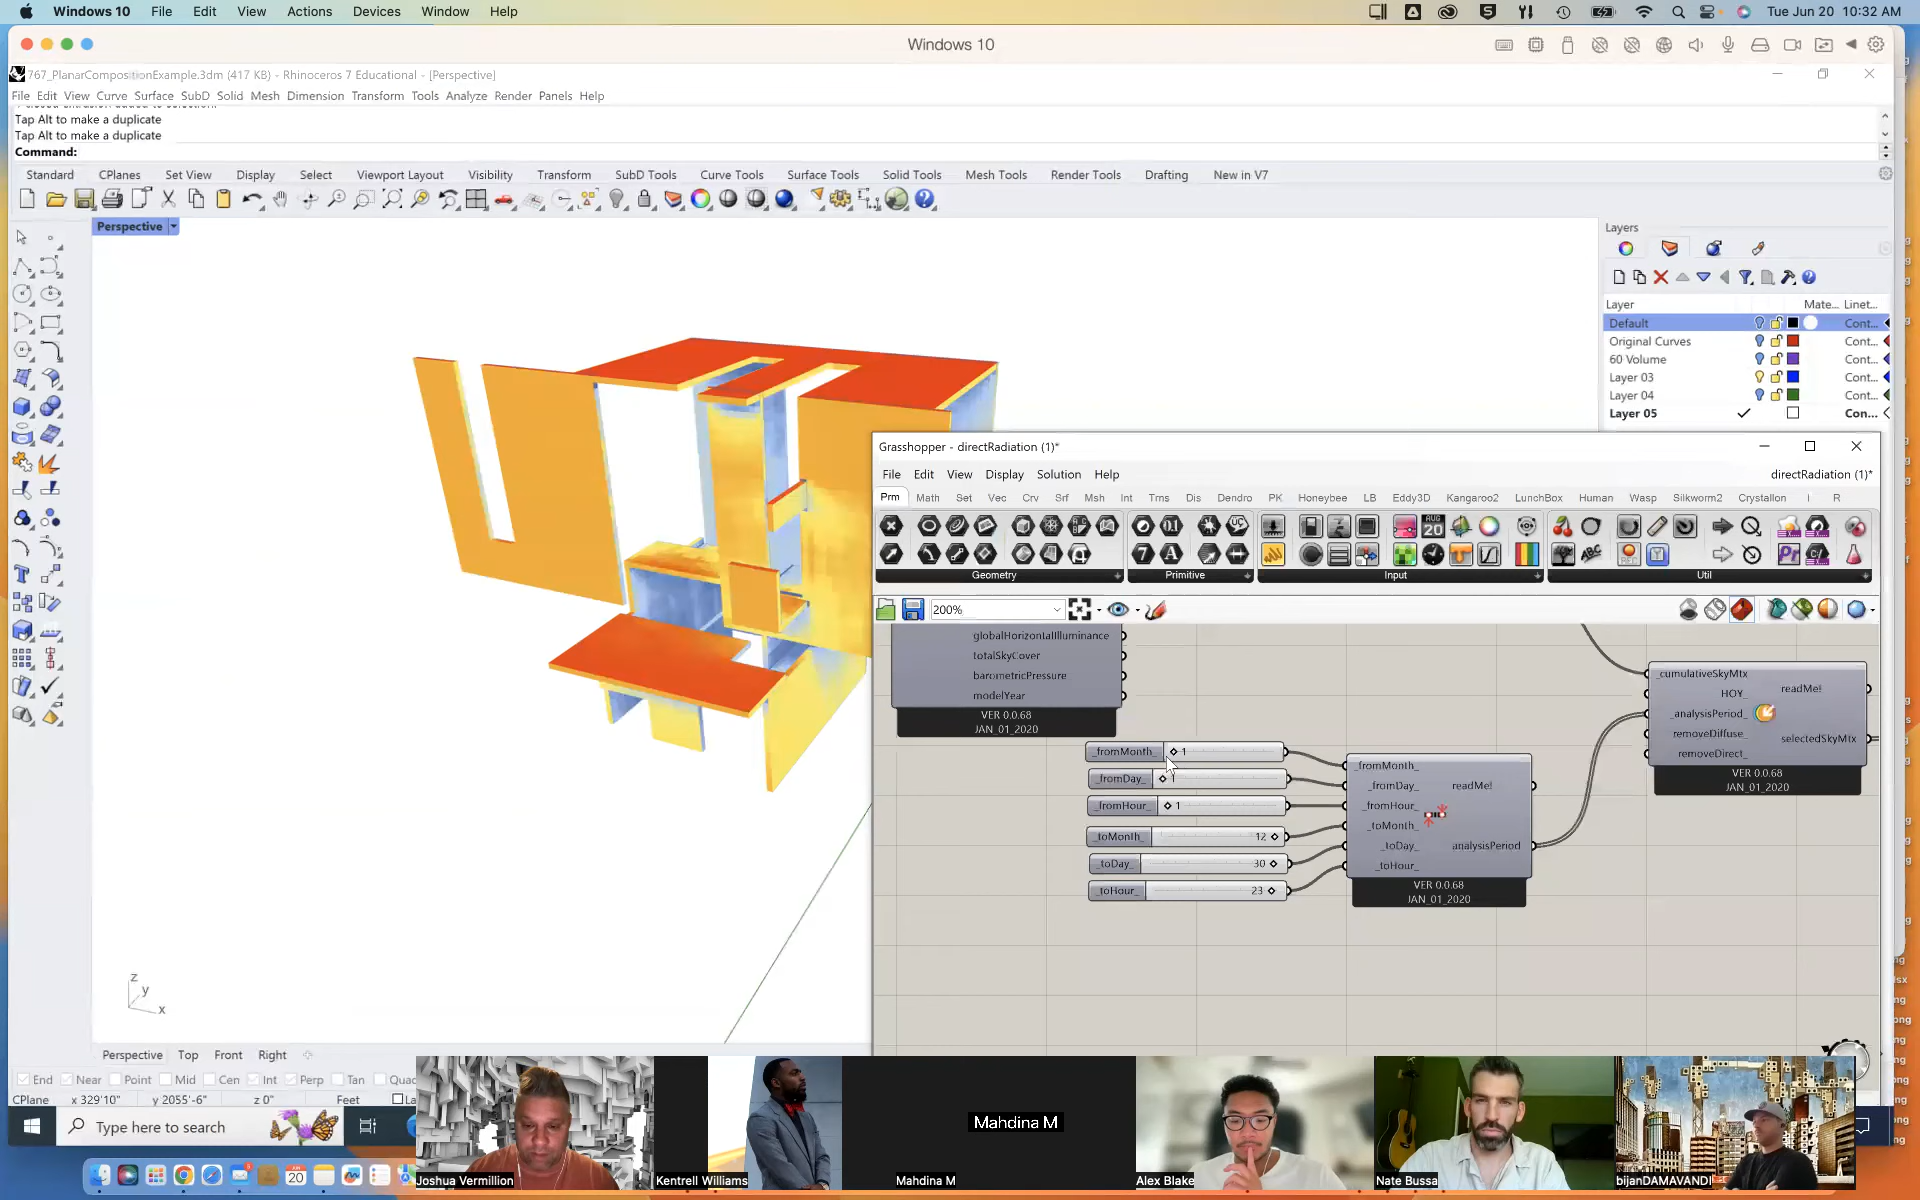 Windows 10 File Edit View Actions Devices Window Help Tue Jun 20 10:32 AM
Windows 10
767_PlanarCompositionExample.3dm (417 KB) - Rhinoceros 7 Educational - [Perspective]
File Edit View Curve Surface SubD Solid Mesh Dimension Transform Tools Analyze Render Panels Help
Tap Alt to make a duplicate
Tap Alt to make a duplicate
Command:
Standard CPlanes Set View Display Select Viewport Layout Visibility Transform SubD Tools Curve Tools Surface Tools Solid Tools Mesh Tools Render Tools Drafting New in V7
Perspective
Layers
Layer Mate... Linet...
Default Cont...
Original Curves Cont...
60 Volume Cont...
Layer 03 Cont...
Layer 04 Cont...
Layer 05 Con...
Grasshopper - directRadiation (1)*
File Edit View Display Solution Help directRadiation (1)*
Prm Math Set Vec Crv Srf Msh Int Trns Dis Dendro PK Honeybee LB Eddy3D Kangaroo2 LunchBox Human Wasp Silkworm2 Crystallon I R
AUG
20
Geometry Primitive Input Util
200%
globalHorizontalIlluminance
totalSkyCover
barometricPressure
modelYear
VER 0.0.68
JAN_01_2020
_cumulativeSkyMtx
HOY_
_analysisPeriod_
removeDiffuse_
removeDirect_
readMe!
selectedSkyMtx
VER 0.0.68
JAN_01_2020
_fromMonth_ 1
_fromDay_ 1
_fromHour_ 1
_toMonth_ 12
_toDay_ 30
_toHour_ 23
_fromMonth_
_fromDay_
_fromHour_
_toMonth_
_toDay_
_toHour_
readMe!
analysisPeriod
VER 0.0.68
JAN_01_2020
z
y
x
Perspective Top Front Right
End Near Point Mid Cen Int Perp Tan Quad
CPlane x 329'10" y 2055'-6" z 0" Feet La
Type here to search
Mahdina M
Joshua Vermillion Kentrell Williams Mahdina M Alex Blake Nate Bussa bijanDAMAVANDI